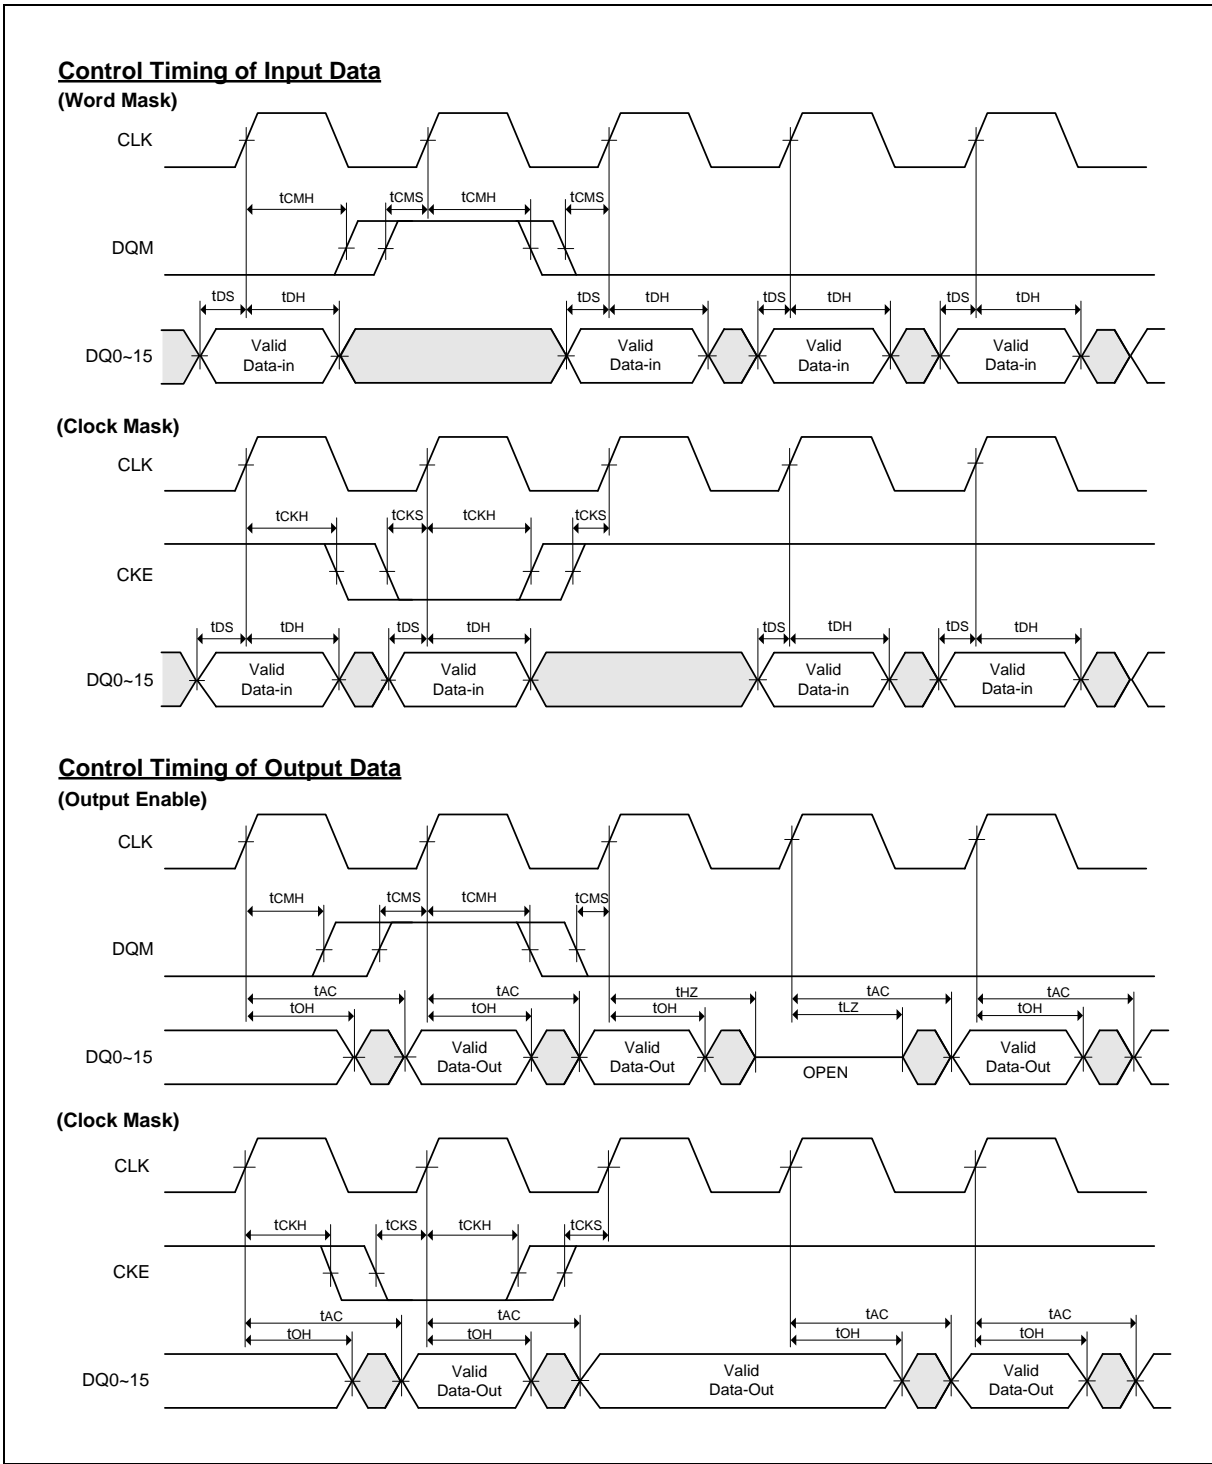 Control Timing of Input Data
(Word Mask)
CLK
tCMH tCMS tCMH tCMS
DQM
tDS tDH tDS tDH tDS tDH tDS tDH
DQ0~15
Valid Data-in
Valid Data-in
Valid Data-in
Valid Data-in
(Clock Mask)
CLK
tCKH tCKS tCKH tCKS
CKE
tDS tDH tDS tDH tDS tDH tDS tDH
DQ0~15
Valid Data-in
Valid Data-in
Valid Data-in
Valid Data-in
Control Timing of Output Data
(Output Enable)
CLK
tCMH tCMS tCMH tCMS
DQM
tAC tAC tHZ tAC tAC
tOH tOH tOH tLZ tOH
DQ0~15
Valid Data-Out
Valid Data-Out
OPEN
Valid Data-Out
(Clock Mask)
CLK
tCKH tCKS tCKH tCKS
CKE
tAC tAC tAC tAC
tOH tOH tOH tOH
DQ0~15
Valid Data-Out
Valid Data-Out
Valid Data-Out